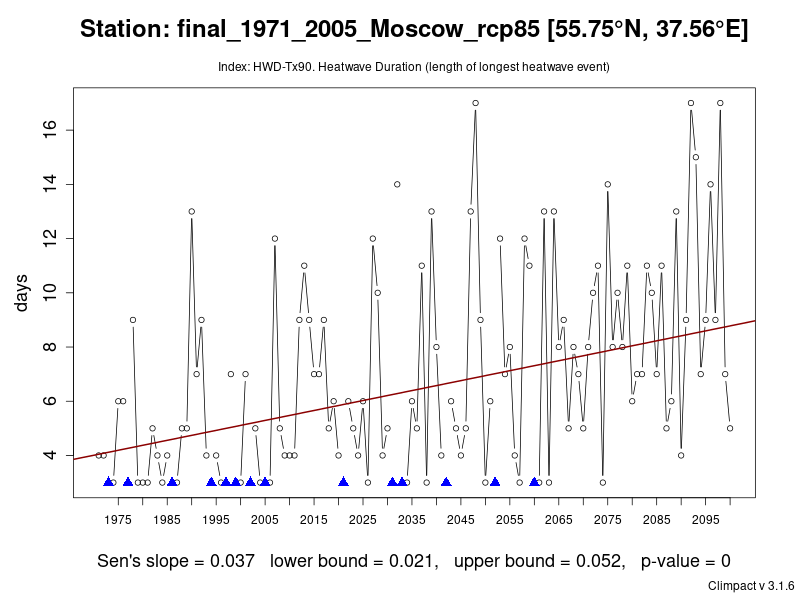 Station: final_1971_2005_Moscow_rcp85 [55.75°N, 37.56°E]
Index: HWD-Tx90. Heatwave Duration (length of longest heatwave event)
days
16
14
12
10
8
6
4
1975 1985 1995 2005 2015 2025 2035 2045 2055 2065 2075 2085 2095
Sen's slope = 0.037 lower bound = 0.021, upper bound = 0.052, p-value = 0
Climpact v 3.1.6